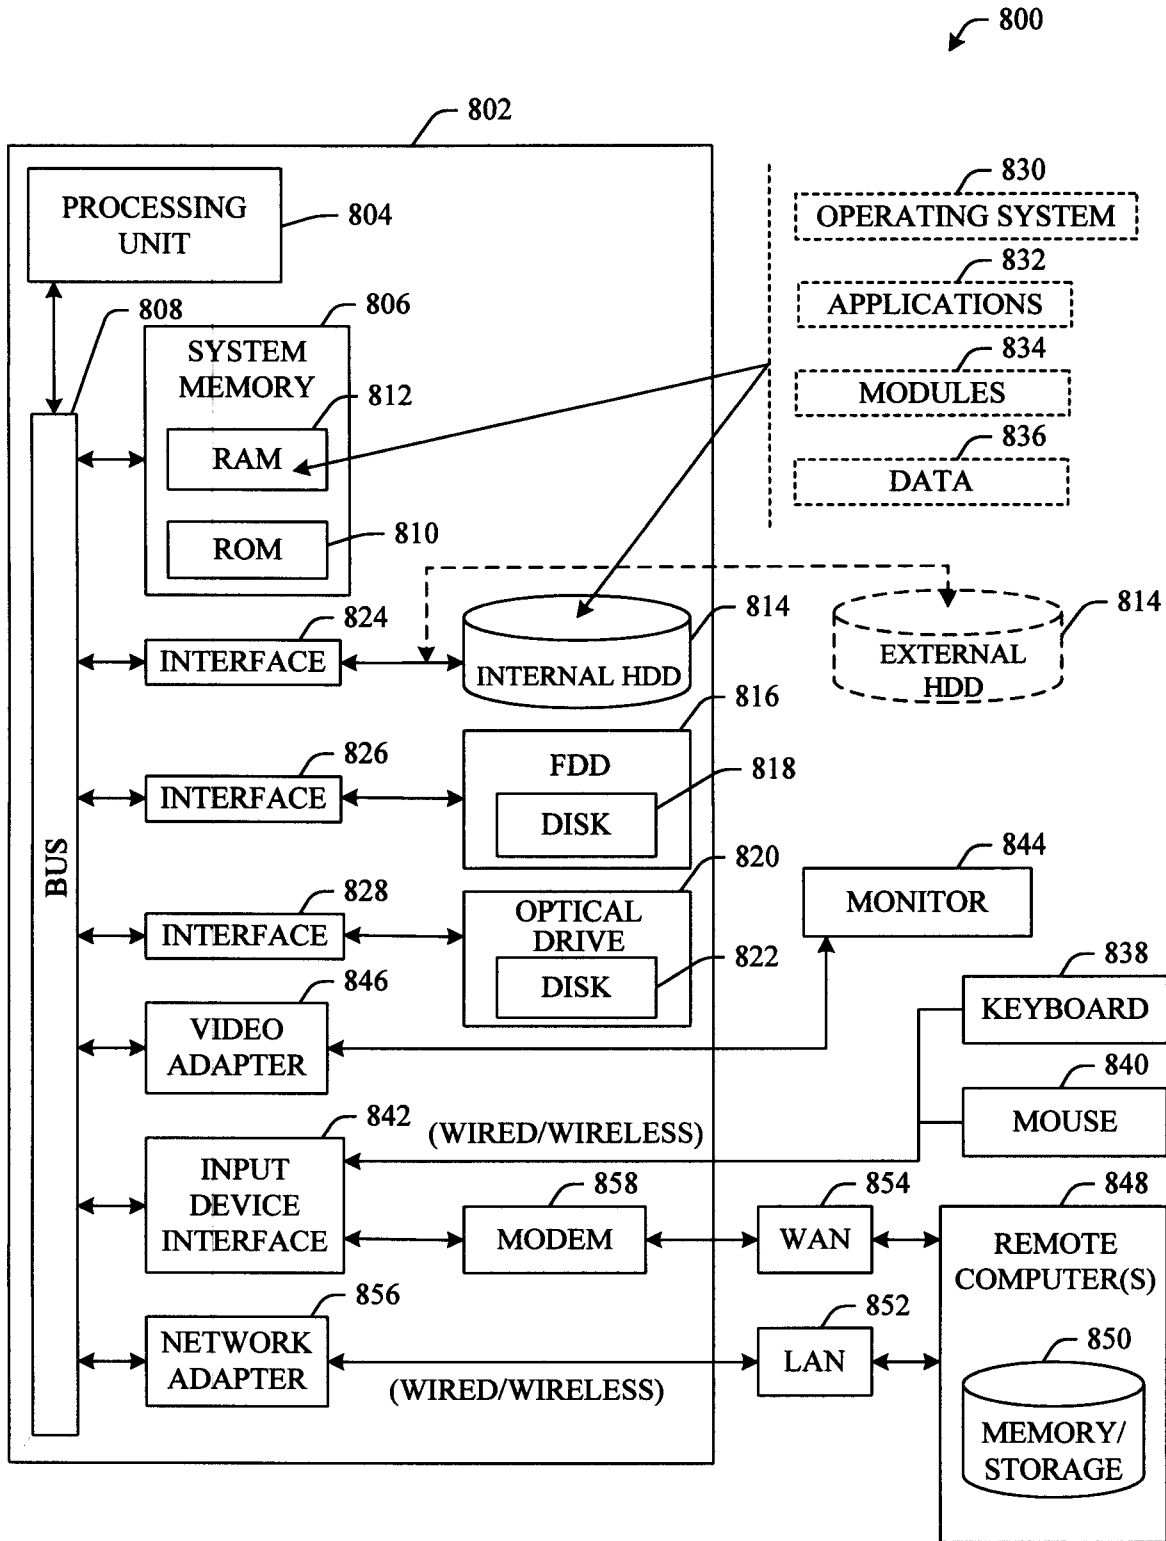 800
802
PROCESSING
UNIT
804
830
OPERATING SYSTEM
832
APPLICATIONS
834
MODULES
836
DATA
808
806
SYSTEM
MEMORY
812
RAM
810
ROM
824
INTERFACE
814
INTERNAL HDD
814
EXTERNAL
HDD
826
INTERFACE
816
FDD
818
DISK
BUS
828
INTERFACE
820
OPTICAL
DRIVE
822
DISK
844
MONITOR
846
VIDEO
ADAPTER
838
KEYBOARD
840
MOUSE
842
INPUT
DEVICE
INTERFACE
(WIRED/WIRELESS)
858
MODEM
854
WAN
848
REMOTE
COMPUTER(S)
856
NETWORK
ADAPTER
(WIRED/WIRELESS)
852
LAN
850
MEMORY/
STORAGE